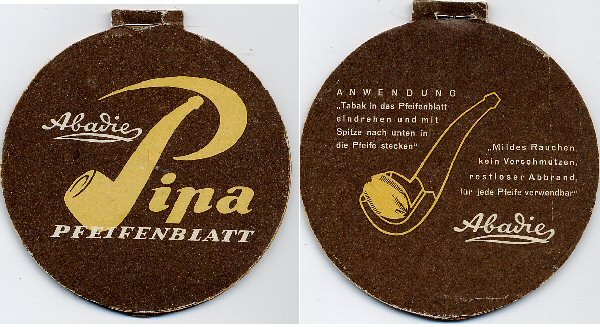 Abadie
Pipa
PFEIFENBLATT
ANWENDUNG
„Tabak in das Pfeifenblatt
eindrehen und mit
Spitze nach unten in
die Pfeife stecken"
„Mildes Rauchen,
kein Verschmutzen,
restloser Abbrand,
für jede Pfeife verwendbar"
Abadie